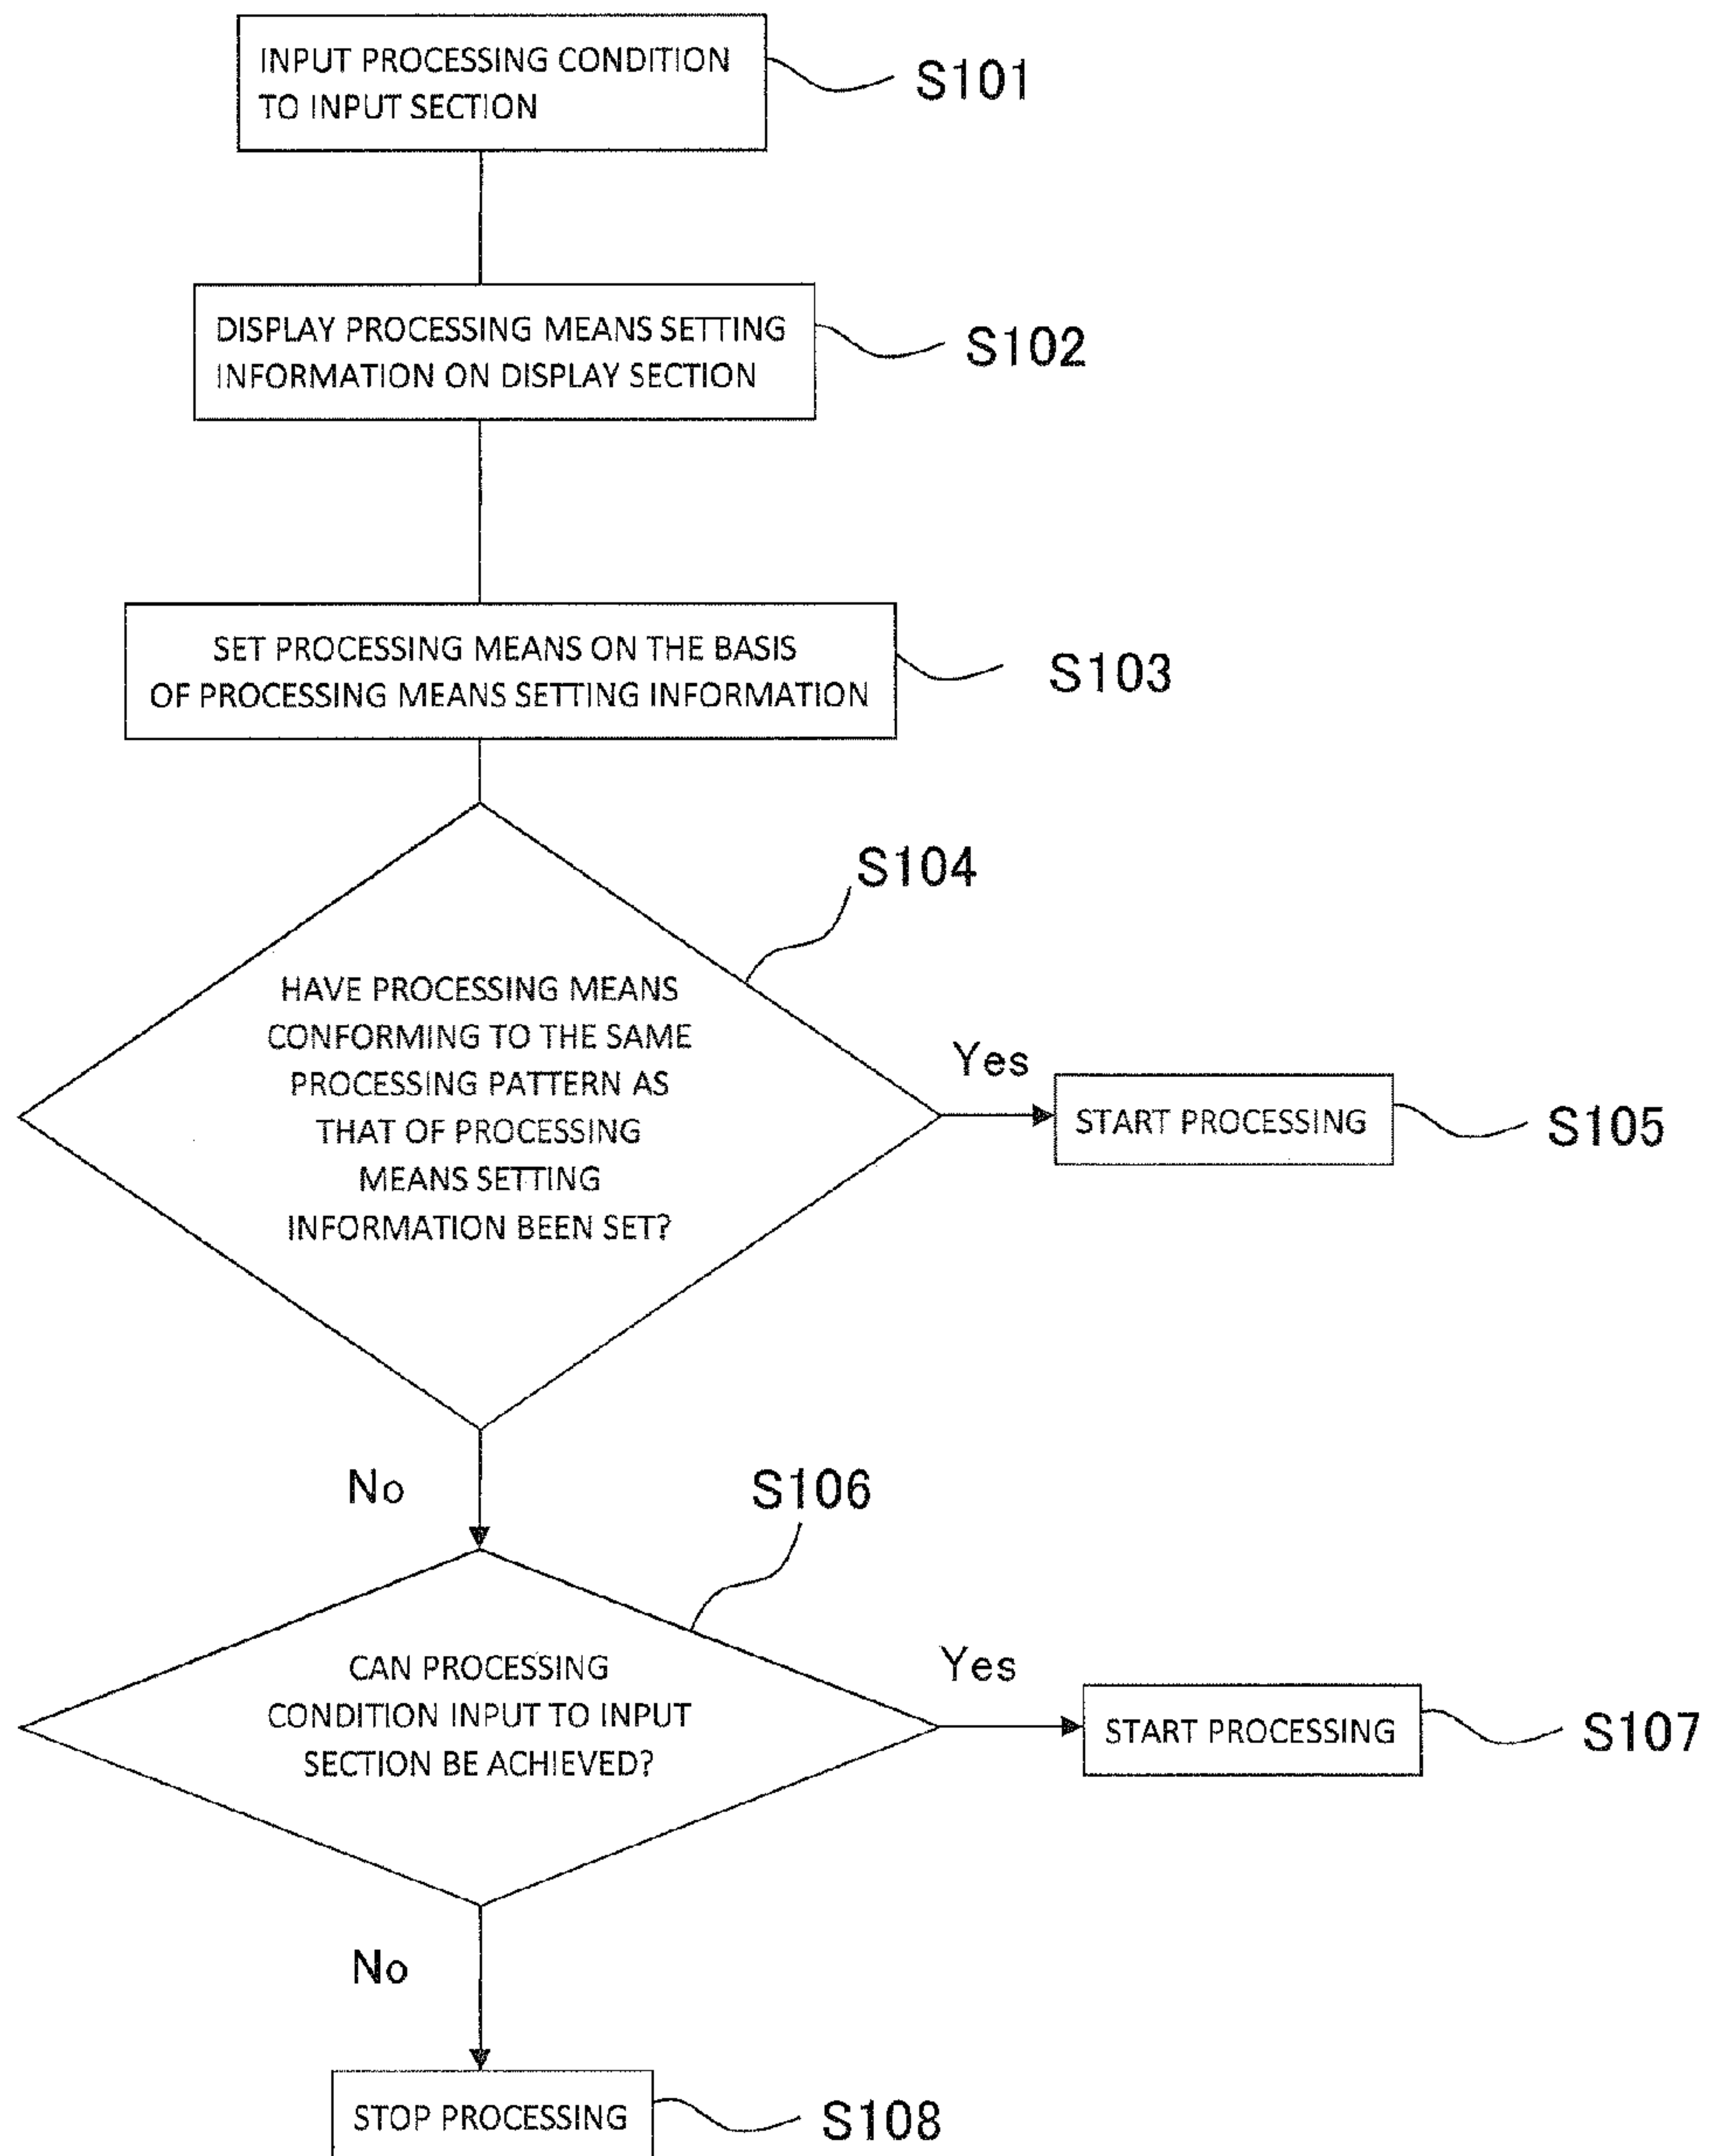 INPUT PROCESSING CONDITION
TO INPUT SECTION
S101
DISPLAY PROCESSING MEANS SETTING
INFORMATION ON DISPLAY SECTION
S102
SET PROCESSING MEANS ON THE BASIS
OF PROCESSING MEANS SETTING INFORMATION
S103
S104
HAVE PROCESSING MEANS
CONFORMING TO THE SAME
PROCESSING PATTERN AS
THAT OF PROCESSING
MEANS SETTING
INFORMATION BEEN SET?
Yes
START PROCESSING
S105
No
S106
CAN PROCESSING
CONDITION INPUT TO INPUT
SECTION BE ACHIEVED?
Yes
START PROCESSING
S107
No
STOP PROCESSING
S108